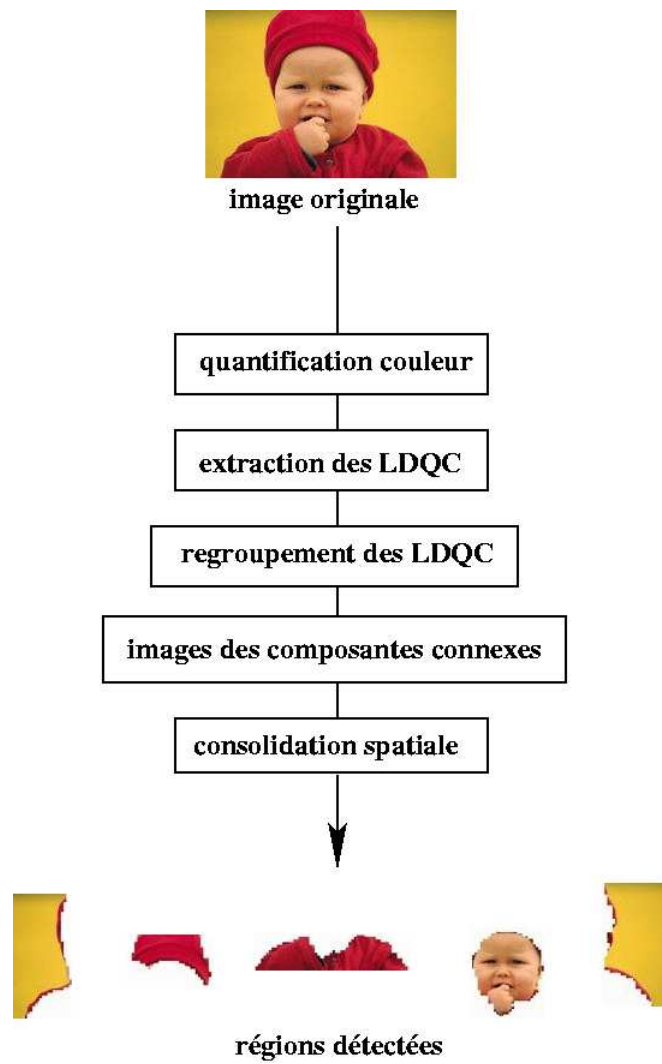 image originale
quantification couleur
extraction des LDQC
regroupement des LDQC
images des composantes connexes
consolidation spatiale
régions détectées